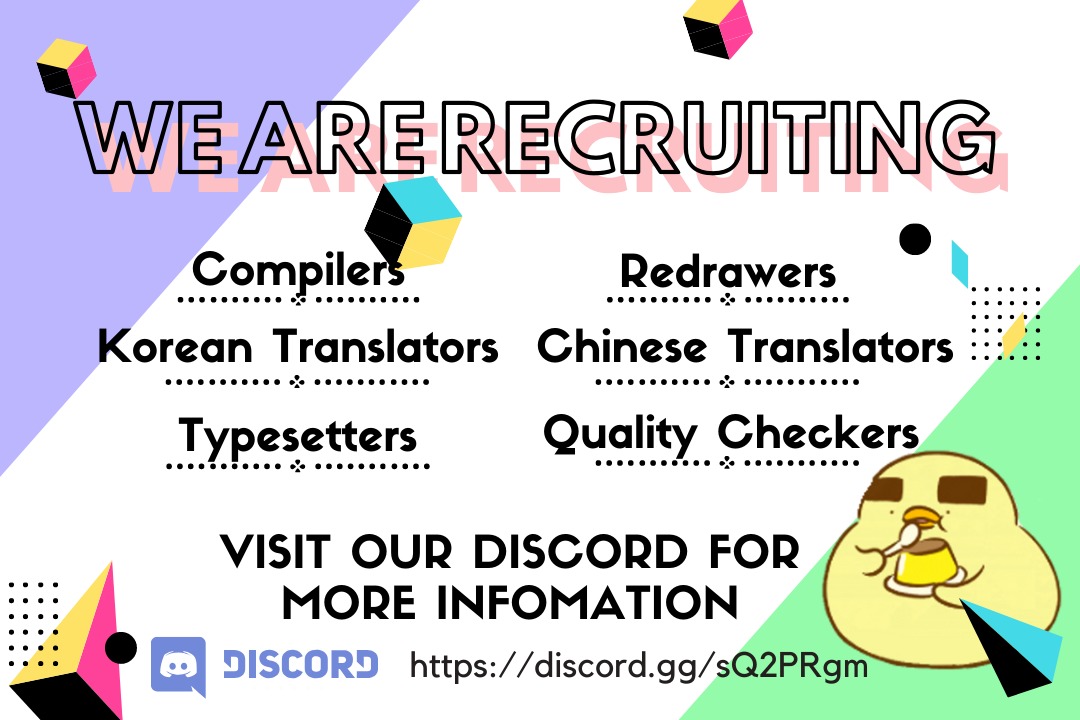 WE ARE RECRUITING
Compilers
Redrawers
Korean Translators
Chinese Translators
Typesetters
Quality Checkers
VISIT OUR DISCORD FOR
MORE INFOMATION
DISCORD https://discord.gg/sQ2PRgm